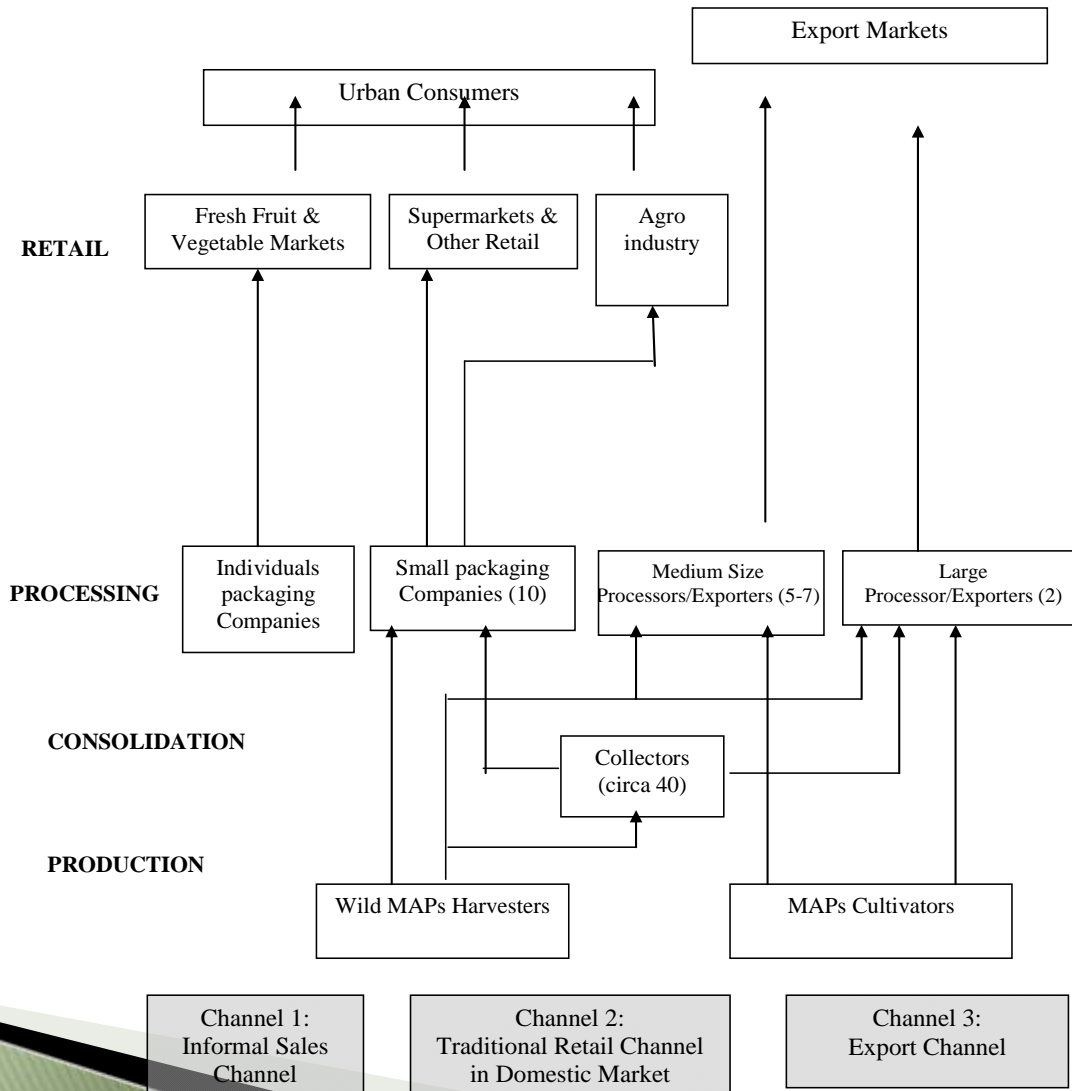 Export Markets
Urban Consumers
RETAIL
Fresh Fruit &
Vegetable Markets
Supermarkets &
Other Retail
Agro
industry
PROCESSING
Individuals
packaging
Companies
Small packaging
Companies (10)
Medium Size
Processors/Exporters (5-7)
Large
Processor/Exporters (2)
CONSOLIDATION
Collectors
(circa 40)
PRODUCTION
Wild MAPs Harvesters
MAPs Cultivators
Channel 1:
Informal Sales
Channel
Channel 2:
Traditional Retail Channel
in Domestic Market
Channel 3:
Export Channel